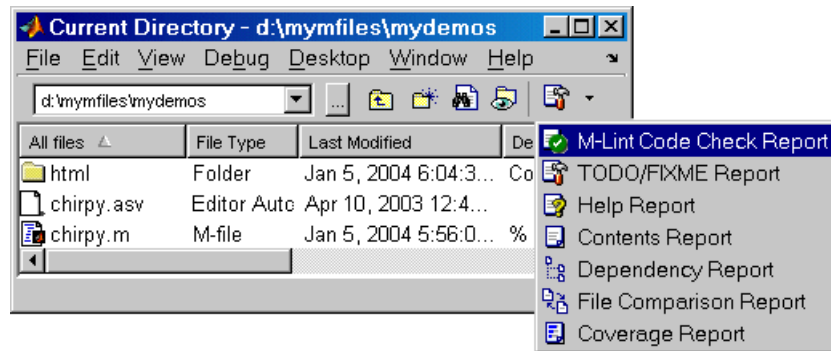 Current Directory - d:\mymfiles\mydemos
File Edit View Debug Desktop Window Help
d:\mymfiles\mydemos ...
All files File Type Last Modified De
html Folder Jan 5, 2004 6:04:3... Co
chirpy.asv Editor Auto Apr 10, 2003 12:4...
chirpy.m M-file Jan 5, 2004 5:56:0... %
M-Lint Code Check Report
TODO/FIXME Report
Help Report
Contents Report
Dependency Report
File Comparison Report
Coverage Report